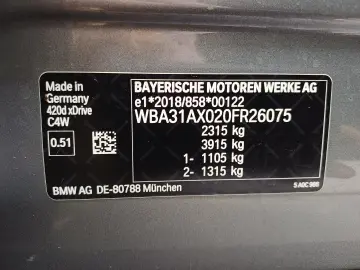 Made in
Germany
420d xDrive
C4W
0.51
BAYERISCHE MOTOREN WERKE AG
e1*2018/858*00122
WBA31AX020FR26075
2315 kg
3915 kg
1- 1105 kg
2- 1315 kg
BMW AG DE-80788 München